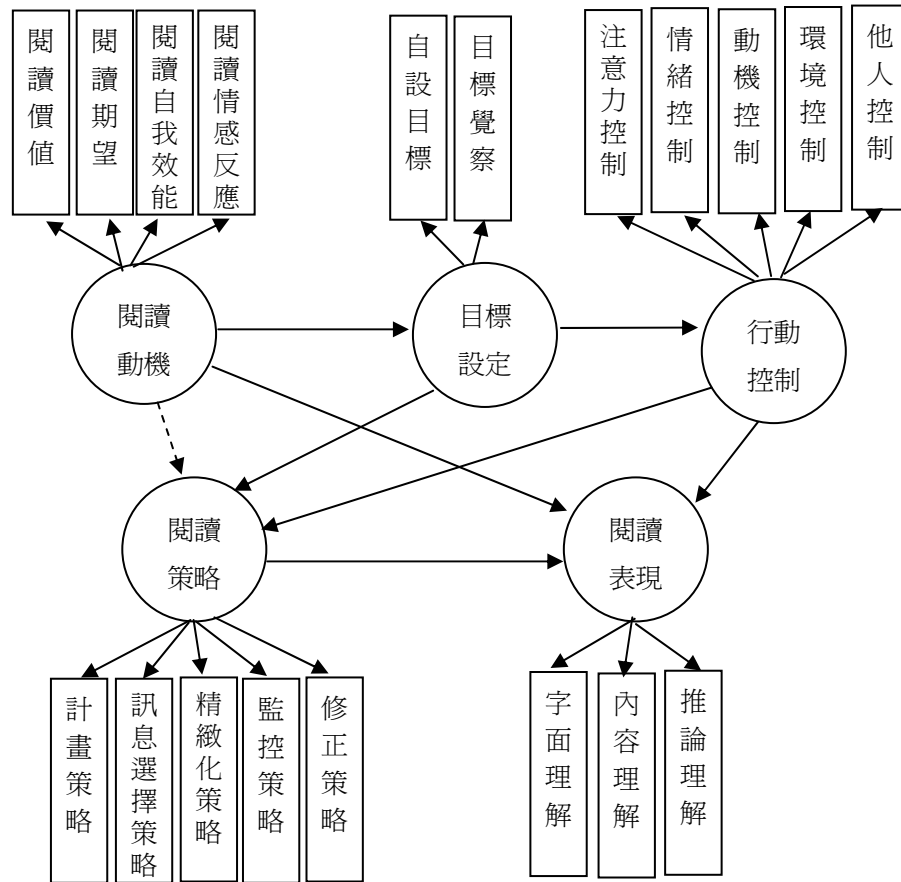 閱讀價值
閱讀期望
閱讀自我效能
閱讀情感反應
自設目標
目標覺察
注意力控制
情緒控制
動機控制
環境控制
他人控制
閱讀
動機
目標
設定
行動
控制
閱讀
策略
閱讀
表現
計畫策略
訊息選擇策略
精緻化策略
監控策略
修正策略
字面理解
內容理解
推論理解